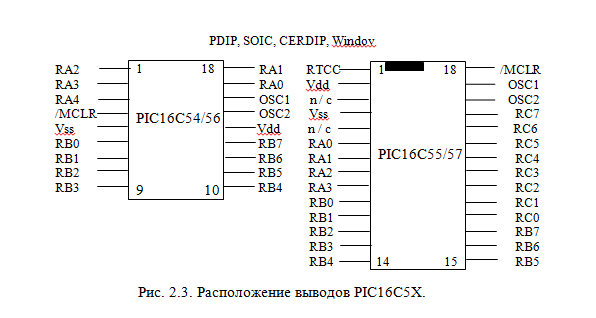 PDIP, SOIC, CERDIP, Windov
RA2 1 18 RA1
RA3 RA0
RA4 OSC1
/MCLR PIC16C54/56 OSC2
Vss Vdd
RB0 RB7
RB1 RB6
RB2 RB5
RB3 9 10 RB4
RTCC 1 18 /MCLR
Vdd OSC1
n/c OSC2
Vss RC7
n/c RC6
RA0 RC5
RA1 PIC16C55/57 RC4
RA2 RC3
RA3 RC2
RB0 RC1
RB1 RC0
RB2 RB7
RB3 RB6
RB4 14 15 RB5
Рис. 2.3. Расположение выводов PIC16C5X.